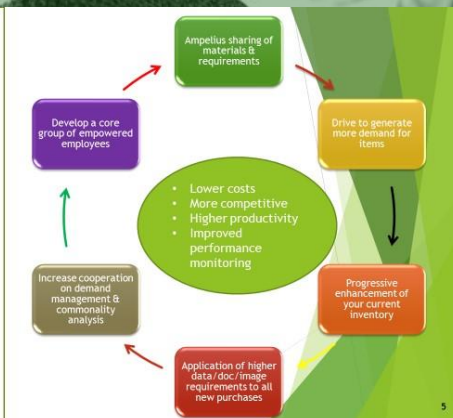 Ampelius sharing of
materials &
requirements
Drive to generate
more demand for
items
Progressive
enhancement of
your current
inventory
Application of higher
data/doc/image
requirements to all
new purchases
Increase cooperation
on demand
management &
commonality
analysis
Develop a core
group of empowered
employees
• Lower costs
• More competitive
• Higher productivity
• Improved
performance
monitoring
5